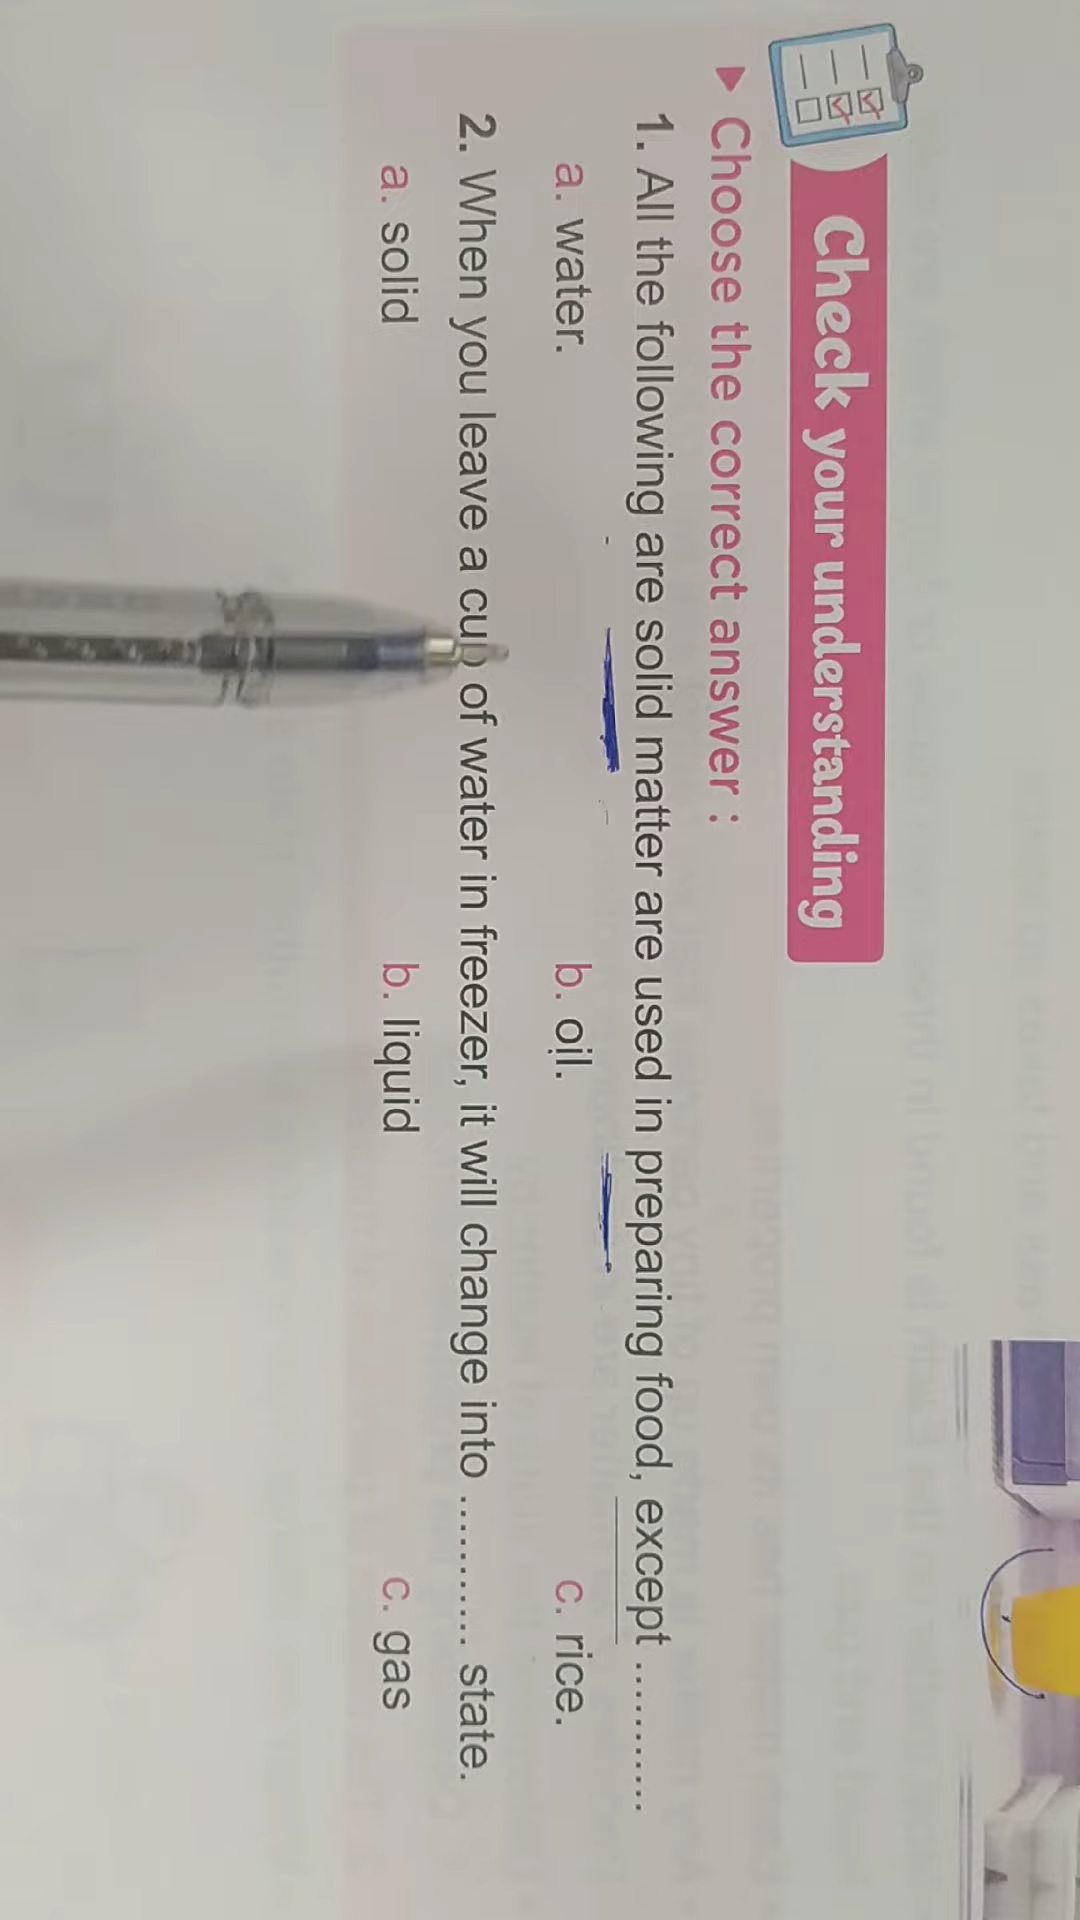 Check your understanding
Choose the correct answer :
1. All the following are solid matter are used in preparing food, except ..........
a. water. b. oil. c. rice.
2. When you leave a cup of water in freezer, it will change into .......... state.
a. solid b. liquid c. gas